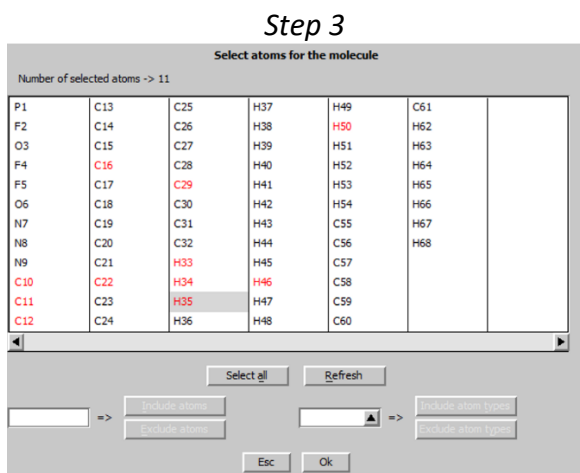 Step 3
Select atoms for the molecule
Number of selected atoms -> 11
P1 C13 C25 H37 H49 C61
F2 C14 C26 H38 H50 H62
O3 C15 C27 H39 H51 H63
F4 C16 C28 H40 H52 H64
F5 C17 C29 H41 H53 H65
O6 C18 C30 H42 H54 H66
N7 C19 C31 H43 C55 H67
N8 C20 C32 H44 C56 H68
N9 C21 H33 H45 C57
C10 C22 H34 H46 C58
C11 C23 H35 H47 C59
C12 C24 H36 H48 C60
Select all Refresh
=> Include atoms => Include atom types
Exclude atoms Exclude atom types
Esc Ok